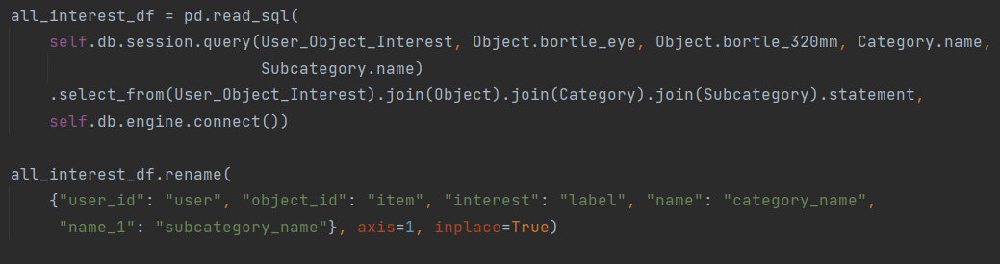 all_interest_df = pd.read_sql(
    self.db.session.query(User_Object_Interest, Object.bortle_eye, Object.bortle_320mm, Category.name,
                          Subcategory.name)
    .select_from(User_Object_Interest).join(Object).join(Category).join(Subcategory).statement,
    self.db.engine.connect())

all_interest_df.rename(
    {"user_id": "user", "object_id": "item", "interest": "label", "name": "category_name",
     "name_1": "subcategory_name"}, axis=1, inplace=True)